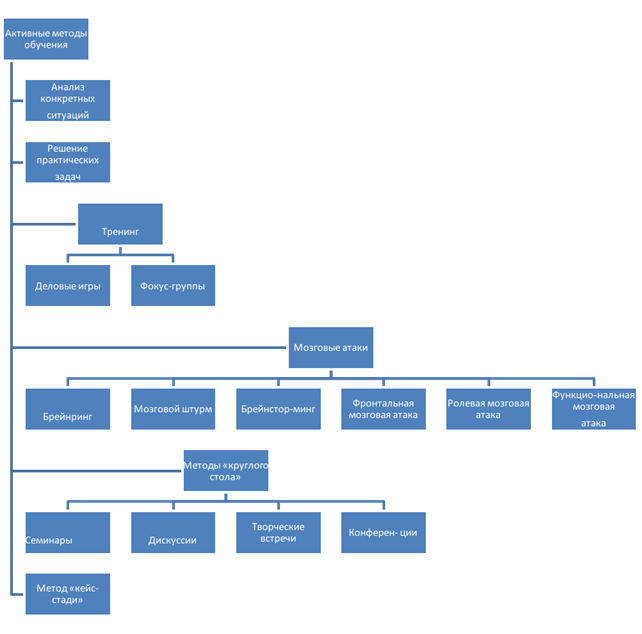 Активные методы
обучения
Анализ
конкретных
ситуаций
Решение
практических
задач
Тренинг
Деловые игры
Фокус-группы
Мозговые атаки
Брейнринг
Мозговой штурм
Брейнстор-минг
Фронтальная
мозговая атака
Ролевая мозговая
атака
Функцио-нальная
мозговая
атака
Методы «круглого
стола»
Семинары
Дискуссии
Творческие
встречи
Конферен- ции
Метод «кейс-
стади»